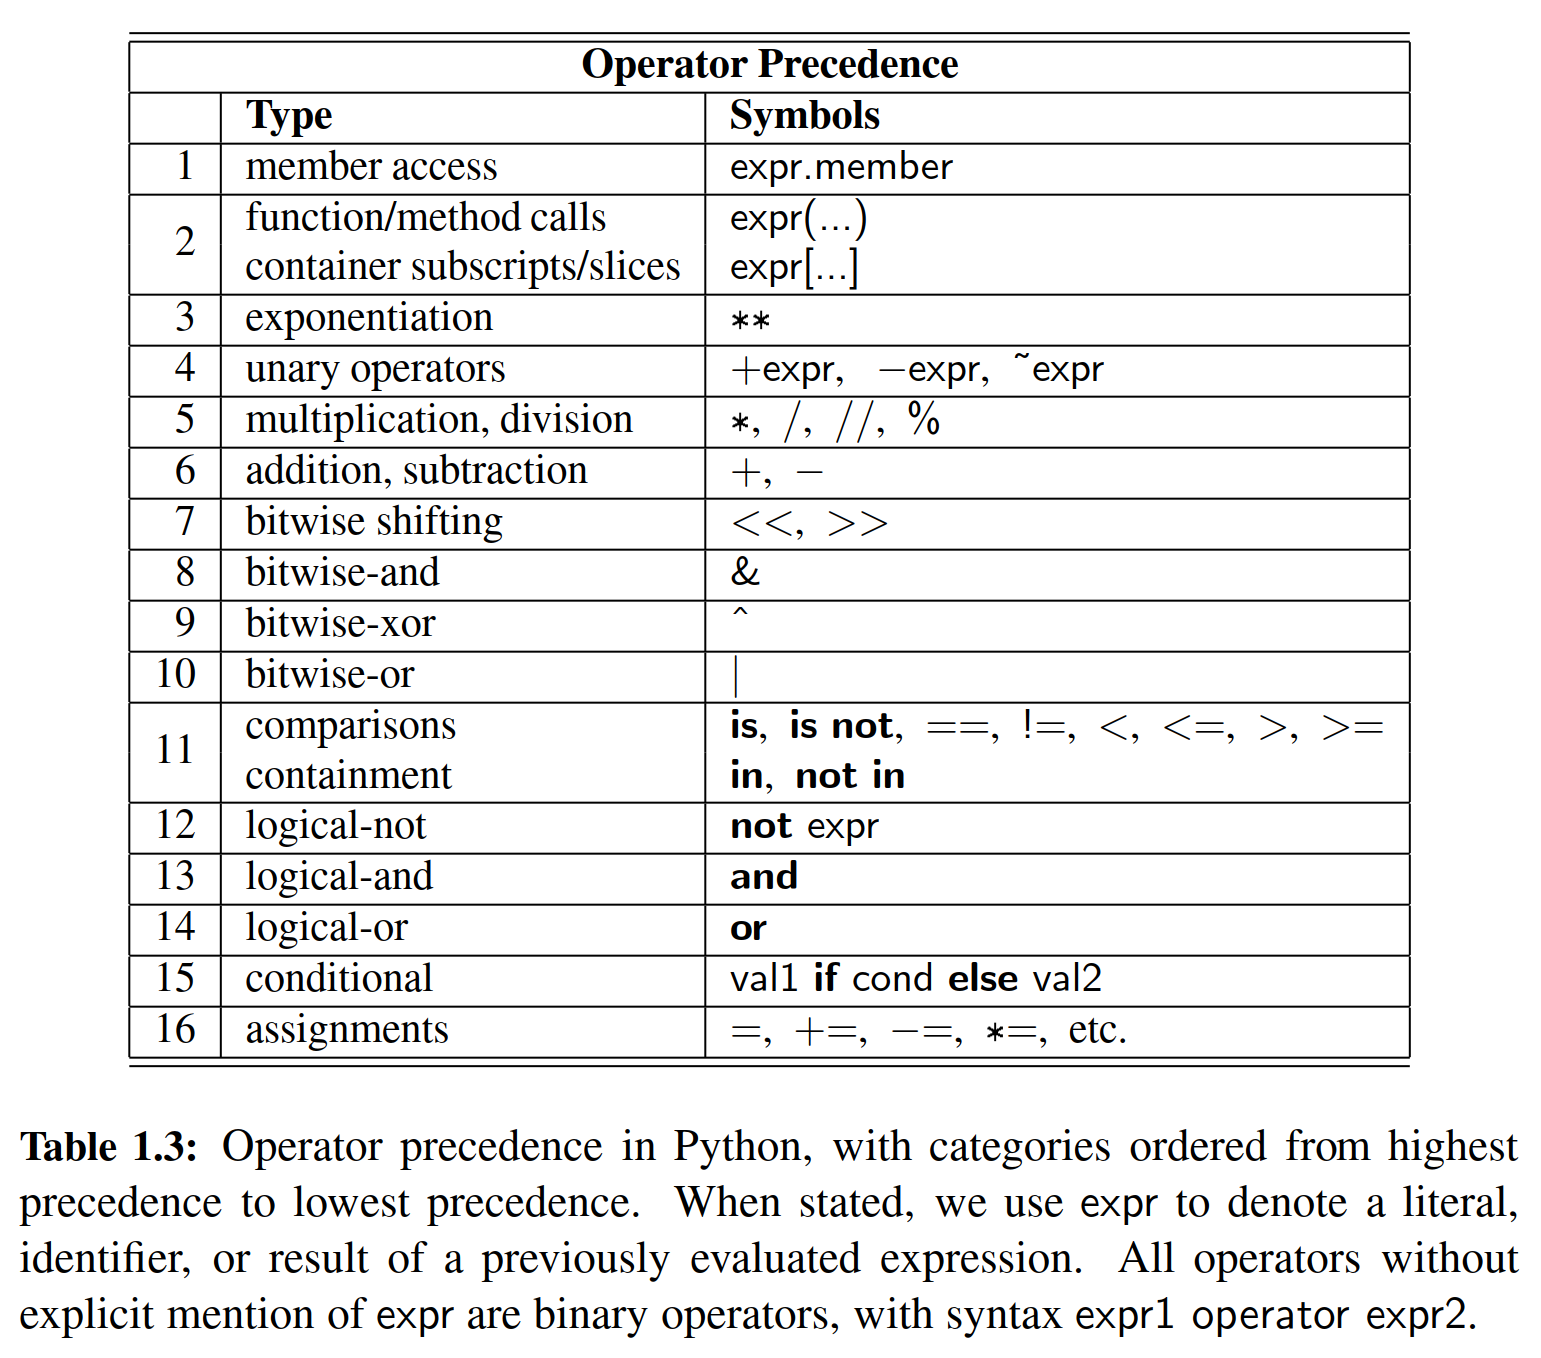 Operator Precedence
Type Symbols
1 member access expr.member
2 function/method calls expr(...)
container subscripts/slices expr[...]
3 exponentiation **
4 unary operators +expr, −expr, ˜expr
5 multiplication, division *, /, //, %
6 addition, subtraction +, −
7 bitwise shifting <<, >>
8 bitwise-and &
9 bitwise-xor ˆ
10 bitwise-or |
11 comparisons is, is not, ==, !=, <, <=, >, >=
containment in, not in
12 logical-not not expr
13 logical-and and
14 logical-or or
15 conditional val1 if cond else val2
16 assignments =, +=, −=, *=, etc.
Table 1.3: Operator precedence in Python, with categories ordered from highest
precedence to lowest precedence. When stated, we use expr to denote a literal,
identifier, or result of a previously evaluated expression. All operators without
explicit mention of expr are binary operators, with syntax expr1 operator expr2.